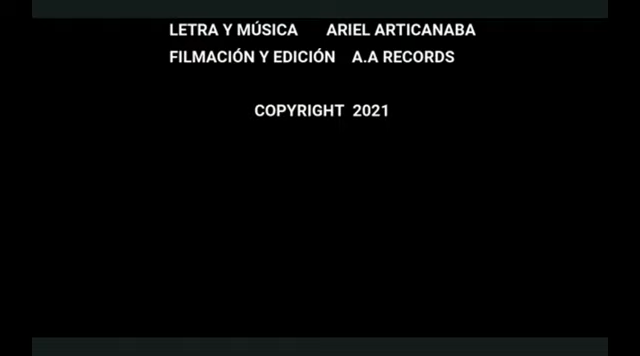 LETRA Y MÚSICA ARIEL ARTICANABA
FILMACIÓN Y EDICIÓN A.A RECORDS
COPYRIGHT 2021